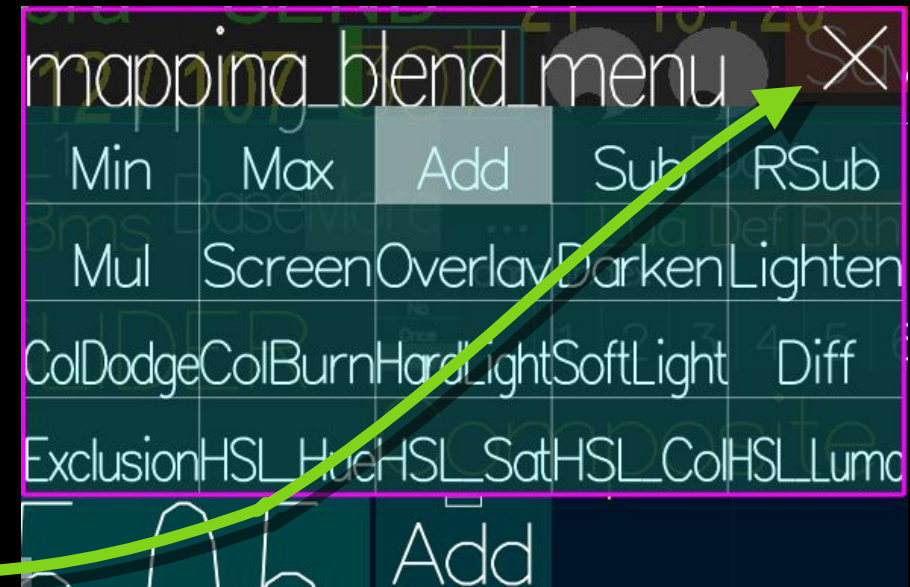 mapping_blend_menu
Min Max Add Sub RSub
Mul Screen Overlay Darken Lighten
ColDodge ColBurn HardLight SoftLight Diff
Exclusion HSL_Hue HSL_Sat HSL_Col HSL_Luma
Add